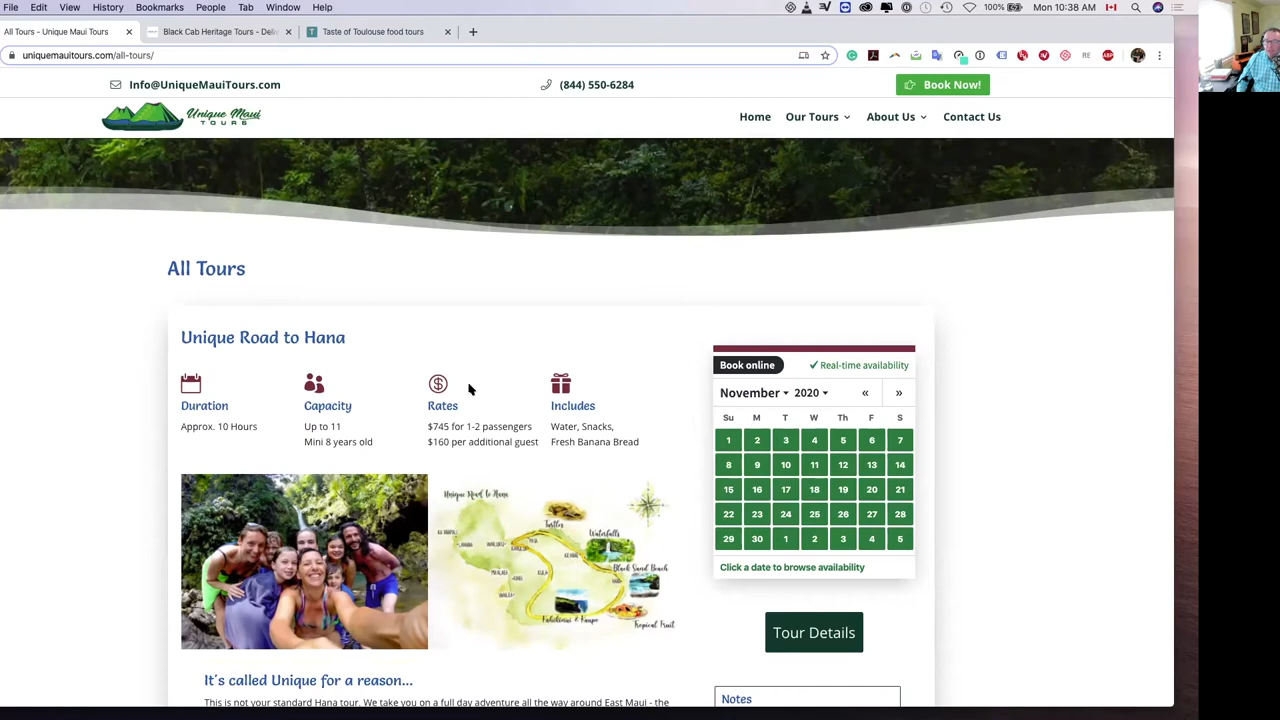 File Edit View History Bookmarks People Tab Window Help 100% Mon 10:38 AM
All Tours - Unique Maui Tours Black Cab Heritage Tours - Deli Taste of Toulouse food tours
uniquemauitours.com/all-tours/
Info@UniqueMauiTours.com (844) 550-6284 Book Now!
Unique Maui
TOURS
Home Our Tours About Us Contact Us
All Tours
Unique Road to Hana
Duration Capacity Rates Includes
Approx. 10 Hours Up to 11 $745 for 1-2 passengers Water, Snacks,
Mini 8 years old $160 per additional guest Fresh Banana Bread
Book online Real-time availability
November 2020 « »
Su M T W Th F S
1 2 3 4 5 6 7
8 9 10 11 12 13 14
15 16 17 18 19 20 21
22 23 24 25 26 27 28
29 30 1 2 3 4 5
Click a date to browse availability
Unique Road to Hana
Turtles
Waterfalls
Black Sand Beach
Tropical Fruit
Tour Details
It's called Unique for a reason...
This is not your standard Hana tour. We take you on a full day adventure all the way around East Maui - the
Notes